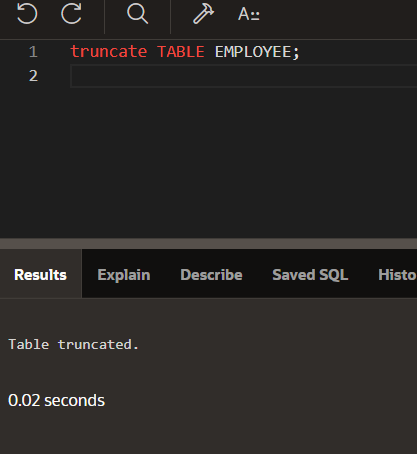 A::
1 truncate TABLE EMPLOYEE;
2
Results Explain Describe Saved SQL Histo
Table truncated.
0.02 seconds